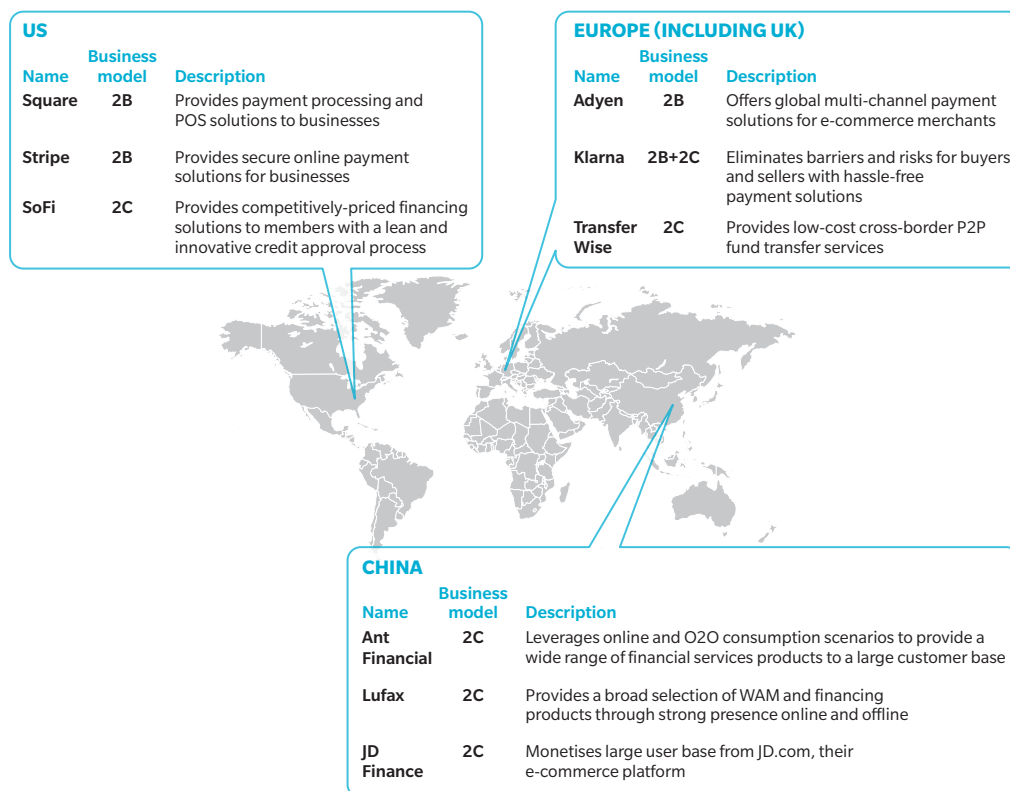 US
Name Business model Description
Square 2B Provides payment processing and
POS solutions to businesses
Stripe 2B Provides secure online payment
solutions for businesses
SoFi 2C Provides competitively-priced financing
solutions to members with a lean and
innovative credit approval process
EUROPE (INCLUDING UK)
Name Business model Description
Adyen 2B Offers global multi-channel payment
solutions for e-commerce merchants
Klarna 2B+2C Eliminates barriers and risks for buyers
and sellers with hassle-free
payment solutions
Transfer 2C Provides low-cost cross-border P2P
Wise fund transfer services
CHINA
Name Business model Description
Ant 2C Leverages online and O2O consumption scenarios to provide a
Financial wide range of financial services products to a large customer base
Lufax 2C Provides a broad selection of WAM and financing
products through strong presence online and offline
JD 2C Monetises large user base from JD.com, their
Finance e-commerce platform